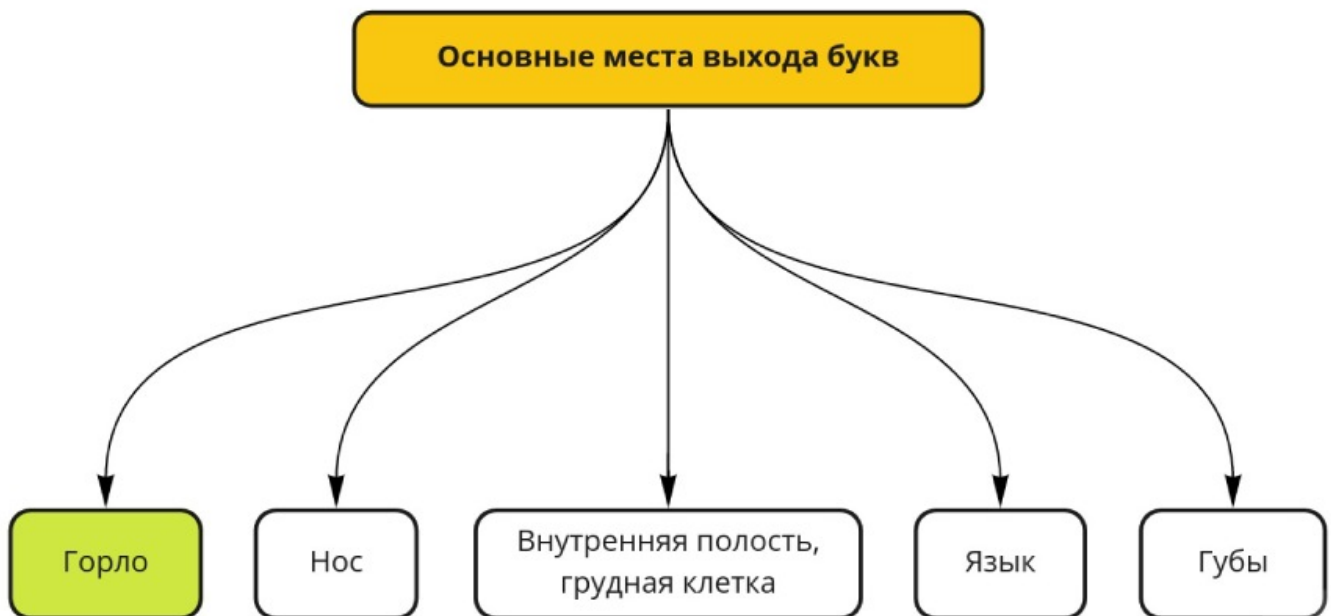 Основные места выхода букв
Горло
Нос
Внутренняя полость,
грудная клетка
Язык
Губы